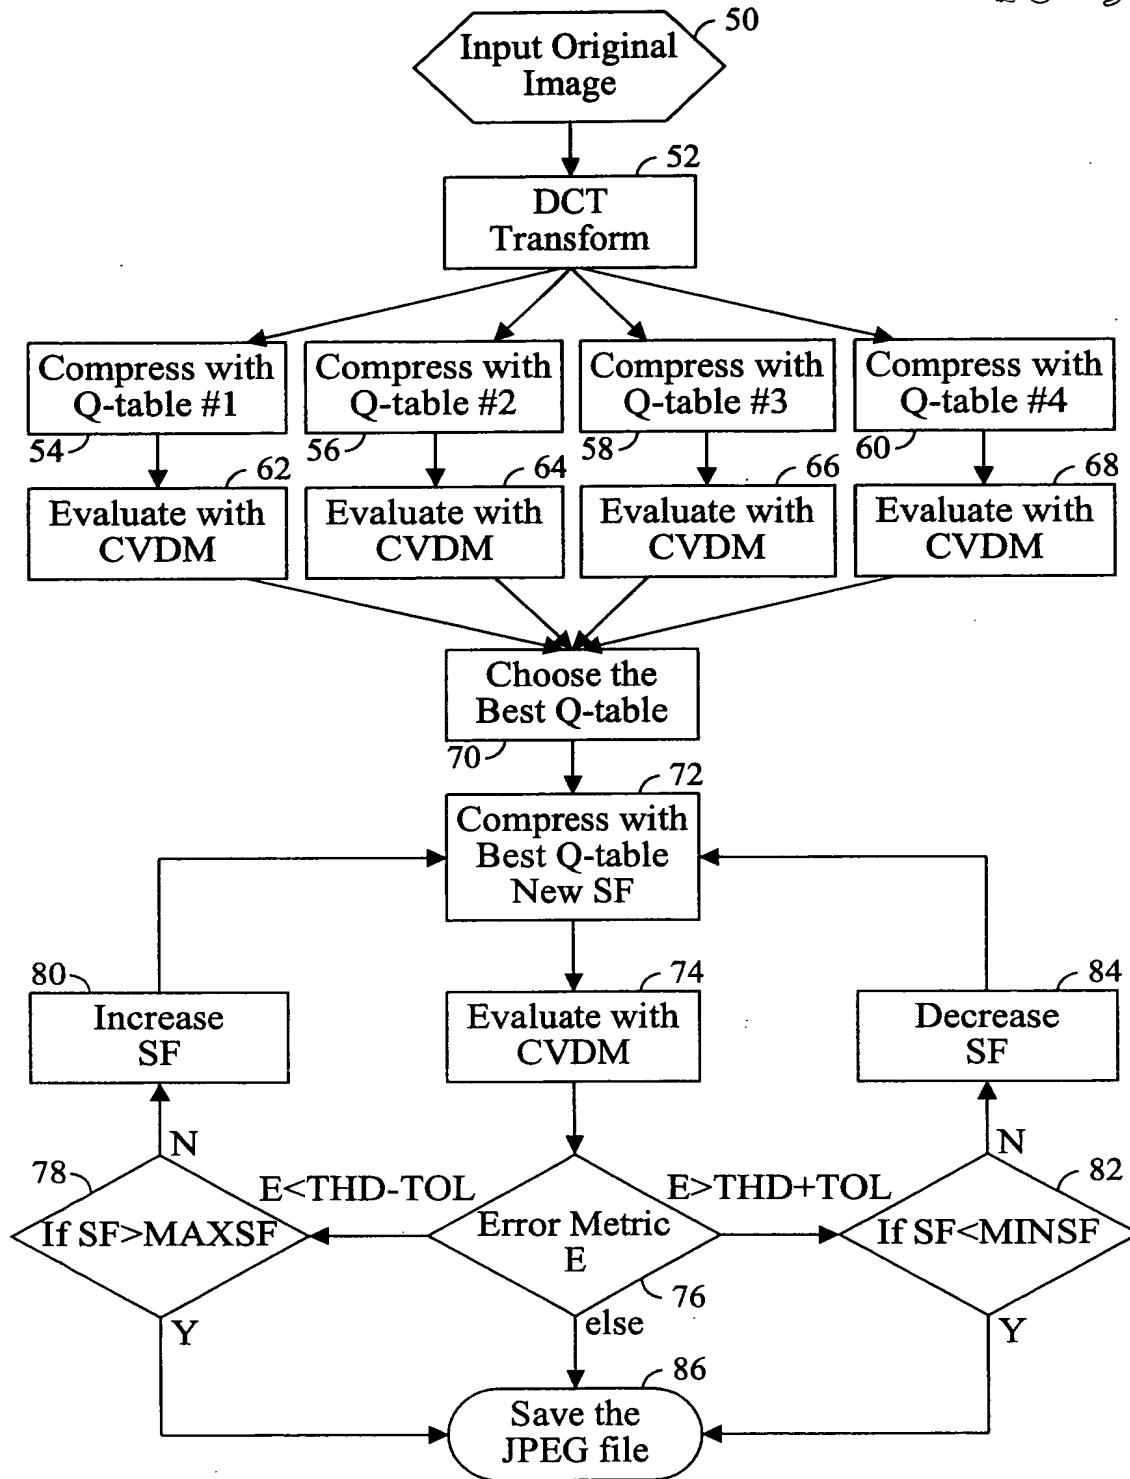 50
Input Original
Image
52
DCT
Transform
Compress with
Q-table #1
54
Compress with
Q-table #2
56
Compress with
Q-table #3
58
Compress with
Q-table #4
60
62
Evaluate with
CVDM
64
Evaluate with
CVDM
66
Evaluate with
CVDM
68
Evaluate with
CVDM
Choose the
Best Q-table
70
72
Compress with
Best Q-table
New SF
80
Increase
SF
74
Evaluate with
CVDM
84
Decrease
SF
N
78
If SF>MAXSF
Y
E<THD-TOL
Error Metric
E
76
else
E>THD+TOL
N
82
If SF<MINSF
Y
86
Save the
JPEG file